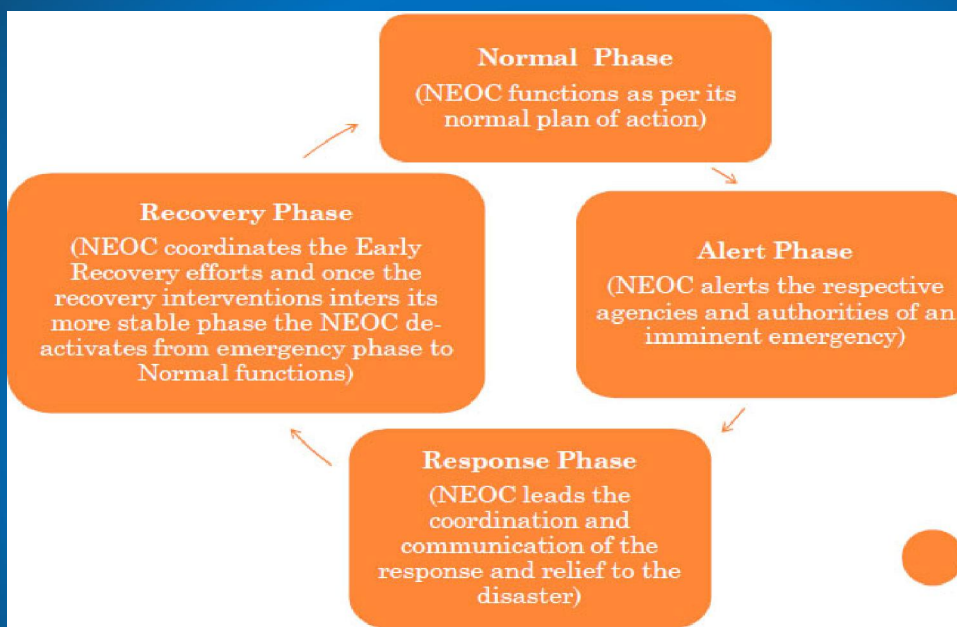 Normal Phase
(NEOC functions as per its
normal plan of action)
Alert Phase
(NEOC alerts the respective
agencies and authorities of an
imminent emergency)
Response Phase
(NEOC leads the
coordination and
communication of the
response and relief to the
disaster)
Recovery Phase
(NEOC coordinates the Early
Recovery efforts and once the
recovery interventions inters its
more stable phase the NEOC de-
activates from emergency phase to
Normal functions)